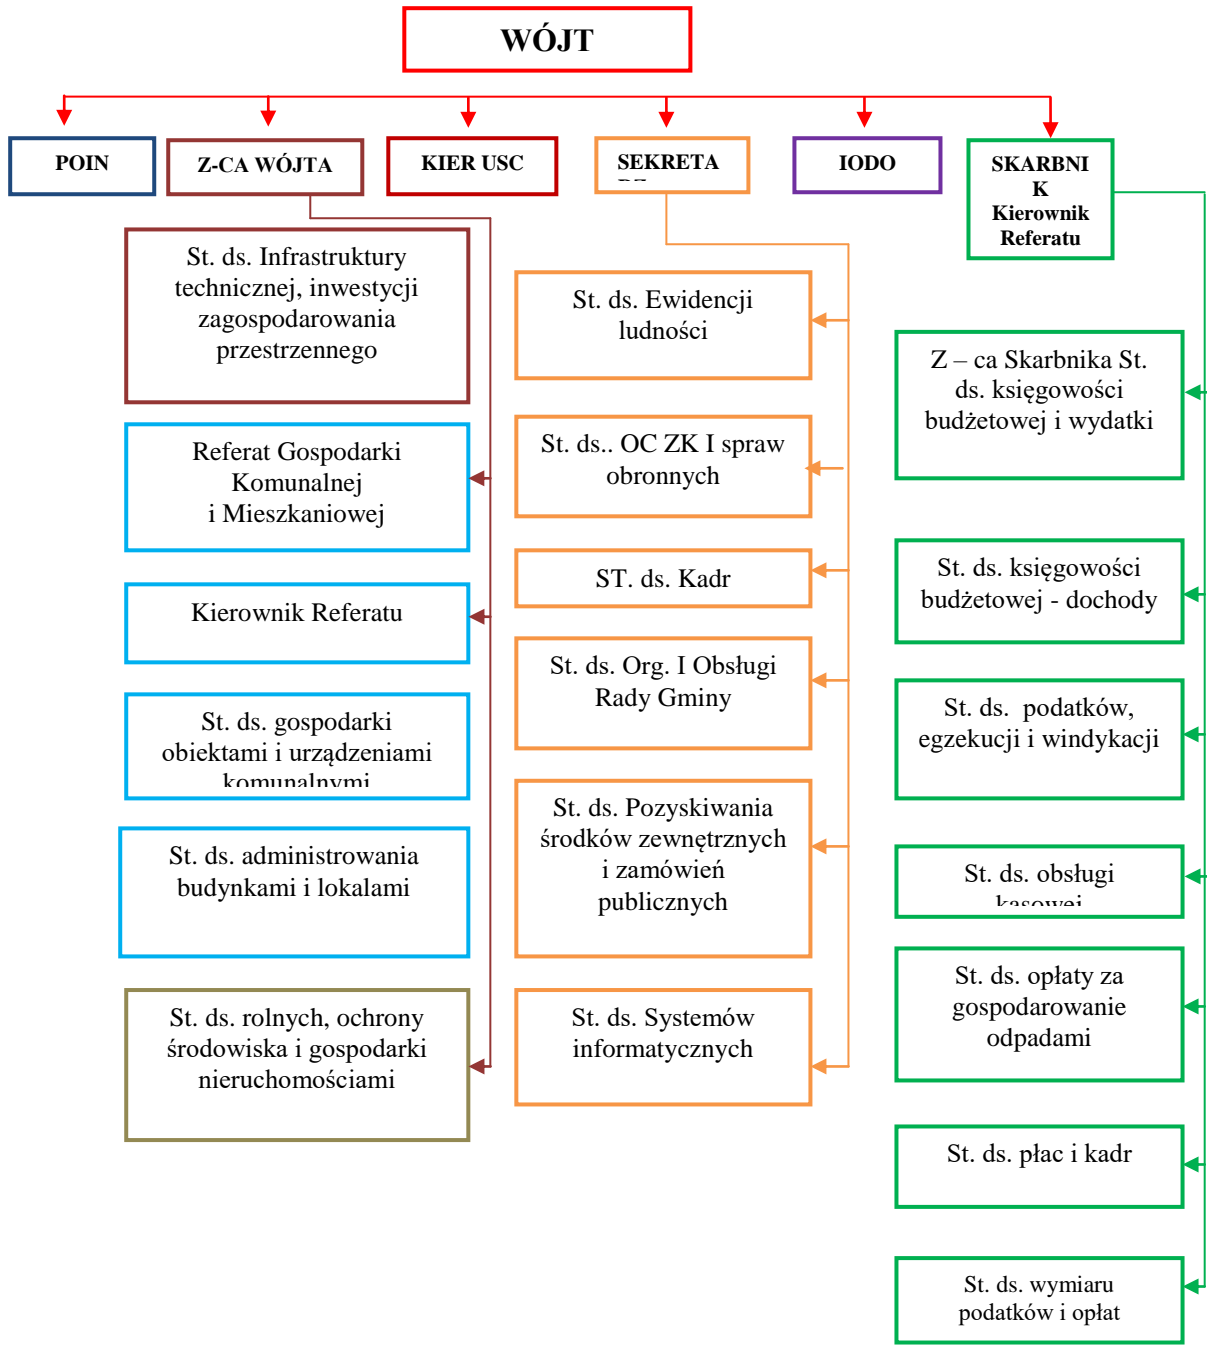 WÓJT
POIN
Z-CA WÓJTA
KIER USC
SEKRETA
IODO
SKARBNI
K
Kierownik
Referatu
St. ds. Infrastruktury
technicznej, inwestycji
zagospodarowania
przestrzennego
Referat Gospodarki
Komunalnej
i Mieszkaniowej
Kierownik Referatu
St. ds. gospodarki
obiektami i urządzeniami
komunalnymi
St. ds. administrowania
budynkami i lokalami
St. ds. rolnych, ochrony
środowiska i gospodarki
nieruchomościami
St. ds. Ewidencji
ludności
St. ds.. OC ZK I spraw
obronnych
ST. ds. Kadr
St. ds. Org. I Obsługi
Rady Gminy
St. ds. Pozyskiwania
środków zewnętrznych
i zamówień
publicznych
St. ds. Systemów
informatycznych
Z – ca Skarbnika St.
ds. księgowości
budżetowej i wydatki
St. ds. księgowości
budżetowej - dochody
St. ds. podatków,
egzekucji i windykacji
St. ds. obsługi
kasowej
St. ds. opłaty za
gospodarowanie
odpadami
St. ds. płac i kadr
St. ds. wymiaru
podatków i opłat